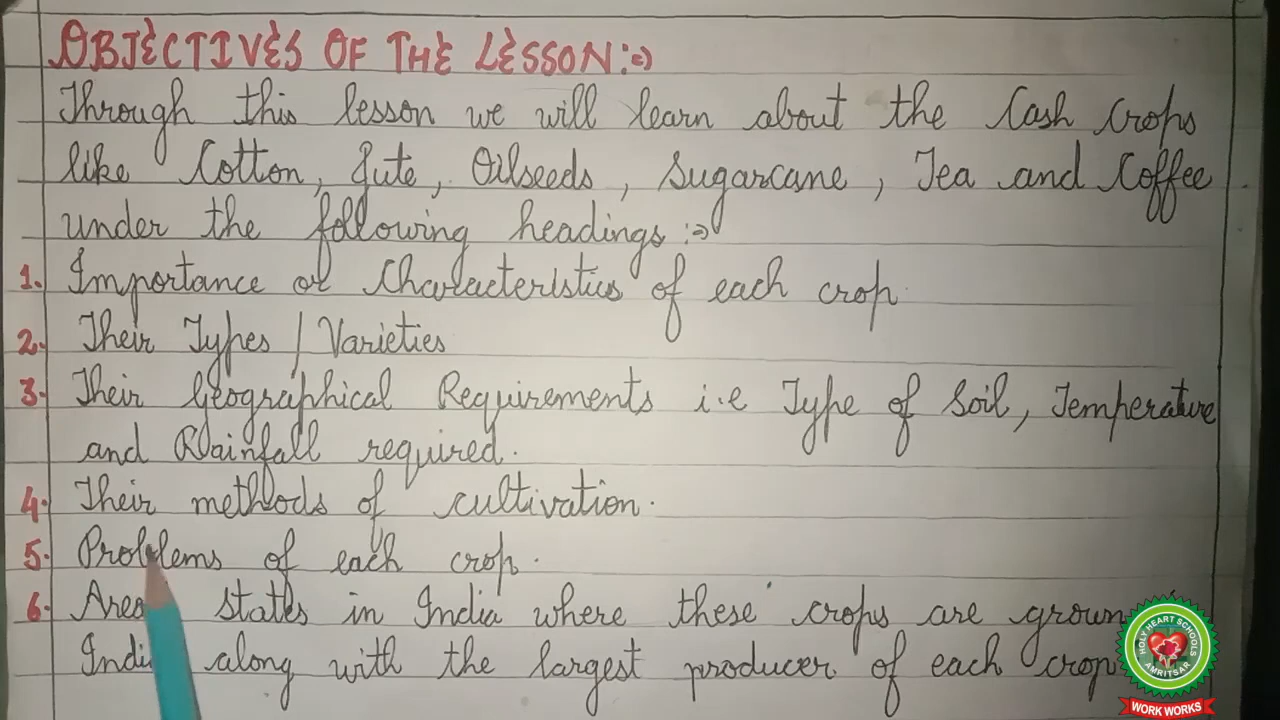 OBJECTIVES OF THE LESSON:->
Through this lesson we will learn about the Cash Crops
like Cotton, Jute, Oilseeds, Sugarcane, Tea and Coffee
under the following headings:->
1. Importance or Characteristics of each crop.
2. Their Types / Varieties
3. Their Geographical Requirements i.e Type of Soil, Temperature
and Rainfall required.
4. Their methods of cultivation.
5. Problems of each crop.
6. states in India where these crops are grown
along with the largest producer of each crop
HOLY HEART SCHOOLS
AMRITSAR
WORK WORKS